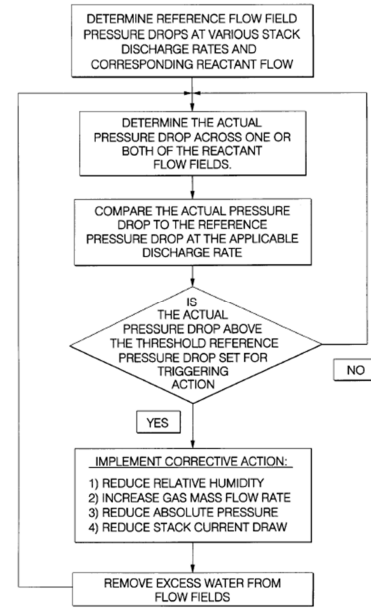 DETERMINE REFERENCE FLOW FIELD
PRESSURE DROPS AT VARIOUS STACK
DISCHARGE RATES AND
CORRESPONDING REACTANT FLOW
DETERMINE THE ACTUAL
PRESSURE DROP ACROSS ONE OR
BOTH OF THE REACTANT
FLOW FIELDS.
COMPARE THE ACTUAL PRESSURE
DROP TO THE REFERENCE
PRESSURE DROP AT THE APPLICABLE
DISCHARGE RATE
IS
THE ACTUAL
PRESSURE DROP ABOVE
THE THRESHOLD REFERENCE
PRESSURE DROP SET FOR
TRIGGERING
ACTION
NO
YES
IMPLEMENT CORRECTIVE ACTION:
1) REDUCE RELATIVE HUMIDITY
2) INCREASE GAS MASS FLOW RATE
3) REDUCE ABSOLUTE PRESSURE
4) REDUCE STACK CURRENT DRAW
REMOVE EXCESS WATER FROM
FLOW FIELDS